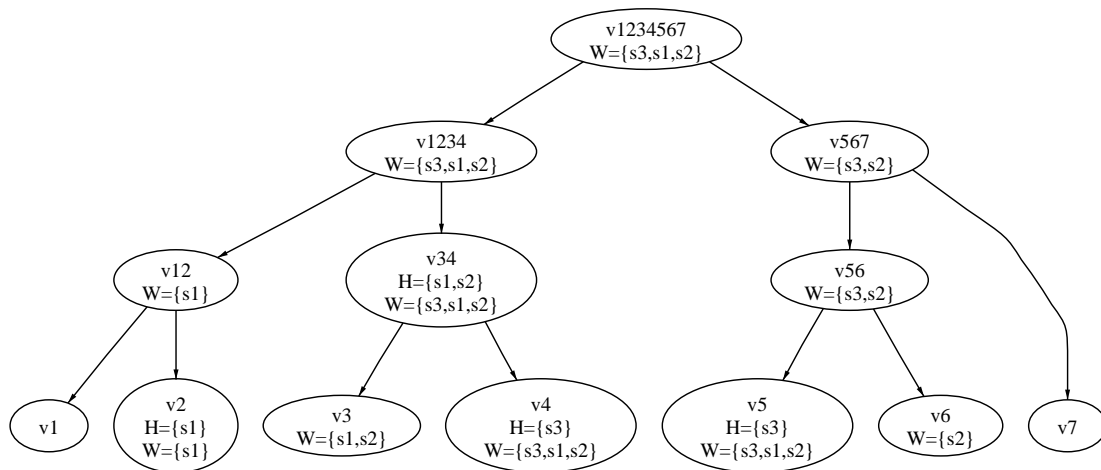 v1234567
W={s3,s1,s2}
v1234
W={s3,s1,s2}
v567
W={s3,s2}
v12
W={s1}
v34
H={s1,s2}
W={s3,s1,s2}
v56
W={s3,s2}
v1
v2
H={s1}
W={s1}
v3
W={s1,s2}
v4
H={s3}
W={s3,s1,s2}
v5
H={s3}
W={s3,s1,s2}
v6
W={s2}
v7